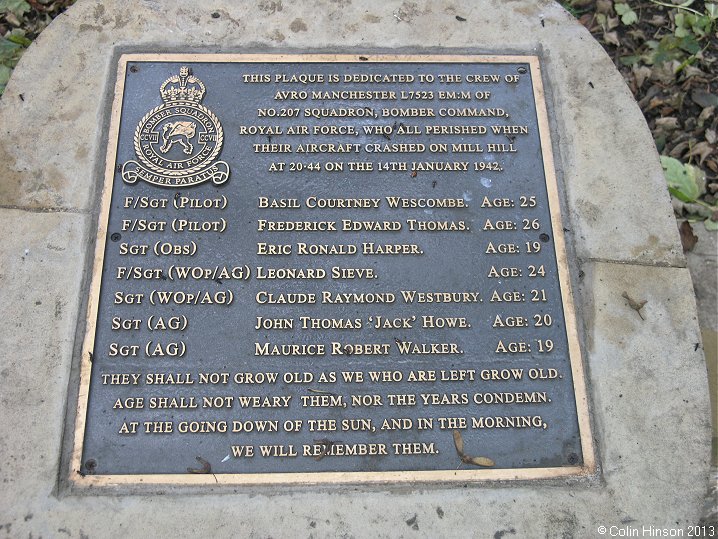 THIS PLAQUE IS DEDICATED TO THE CREW OF
AVRO MANCHESTER L7523 EM:M OF
NO.207 SQUADRON, BOMBER COMMAND,
ROYAL AIR FORCE, WHO ALL PERISHED WHEN
THEIR AIRCRAFT CRASHED ON MILL HILL
AT 20·44 ON THE 14TH JANUARY 1942.
BOMBER SQUADRON
CCVII CCVII
ROYAL AIR FORCE
SEMPER PARATUS
F/SGT (PILOT) BASIL COURTNEY WESCOMBE. AGE: 25
F/SGT (PILOT) FREDERICK EDWARD THOMAS. AGE: 26
SGT (OBS) ERIC RONALD HARPER. AGE: 19
F/SGT (WOP/AG) LEONARD SIEVE. AGE: 24
SGT (WOP/AG) CLAUDE RAYMOND WESTBURY. AGE: 21
SGT (AG) JOHN THOMAS ‘JACK’ HOWE. AGE: 20
SGT (AG) MAURICE ROBERT WALKER. AGE: 19
THEY SHALL NOT GROW OLD AS WE WHO ARE LEFT GROW OLD.
AGE SHALL NOT WEARY THEM, NOR THE YEARS CONDEMN.
AT THE GOING DOWN OF THE SUN, AND IN THE MORNING,
WE WILL REMEMBER THEM.
© Colin Hinson 2013